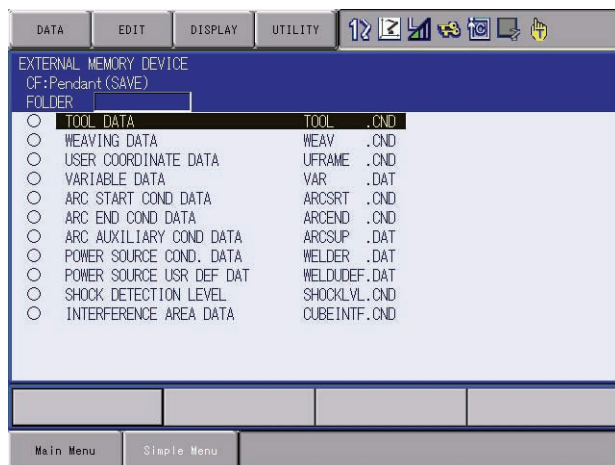 DATA EDIT DISPLAY UTILITY
EXTERNAL MEMORY DEVICE
CF:Pendant(SAVE)
FOLDER
TOOL DATA TOOL .CND
WEAVING DATA WEAV .CND
USER COORDINATE DATA UFRAME .CND
VARIABLE DATA VAR .DAT
ARC START COND DATA ARCSRT .CND
ARC END COND DATA ARCEND .CND
ARC AUXILIARY COND DATA ARCSUP .DAT
POWER SOURCE COND. DATA WELDER .DAT
POWER SOURCE USR DEF DAT WELDUDEF.DAT
SHOCK DETECTION LEVEL SHOCKLVL.CND
INTERFERENCE AREA DATA CUBEINTF.CND
Main Menu Simple Menu